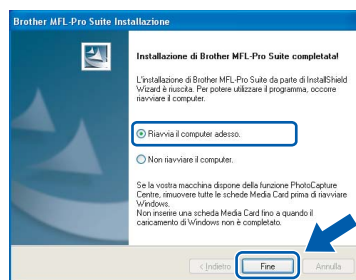 Brother MFL-Pro Suite Installazione
Installazione di Brother MFL-Pro Suite completata!
L'installazione di Brother MFL-Pro Suite da parte di InstallShield
Wizard è riuscita. Per potere utilizzare il programma, occorre
riavviare il computer.
Riavvia il computer adesso.
Non riavviare il computer.
Se la vostra macchina dispone della funzione PhotoCapture
Centre, rimuovere tutte le schede Media Card prima di riavviare
Windows.
Non inserire una scheda Media Card fino a quando il
caricamento di Windows non è completato.
< Indietro
Fine
Annulla